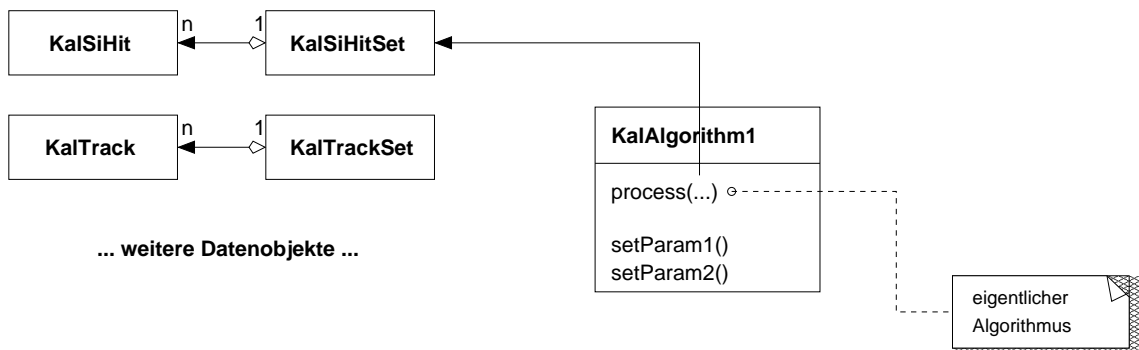 n 1
KalSiHit KalSiHitSet
n 1
KalTrack KalTrackSet
... weitere Datenobjekte ...
KalAlgorithm1
process(...)
setParam1()
setParam2()
eigentlicher
Algorithmus